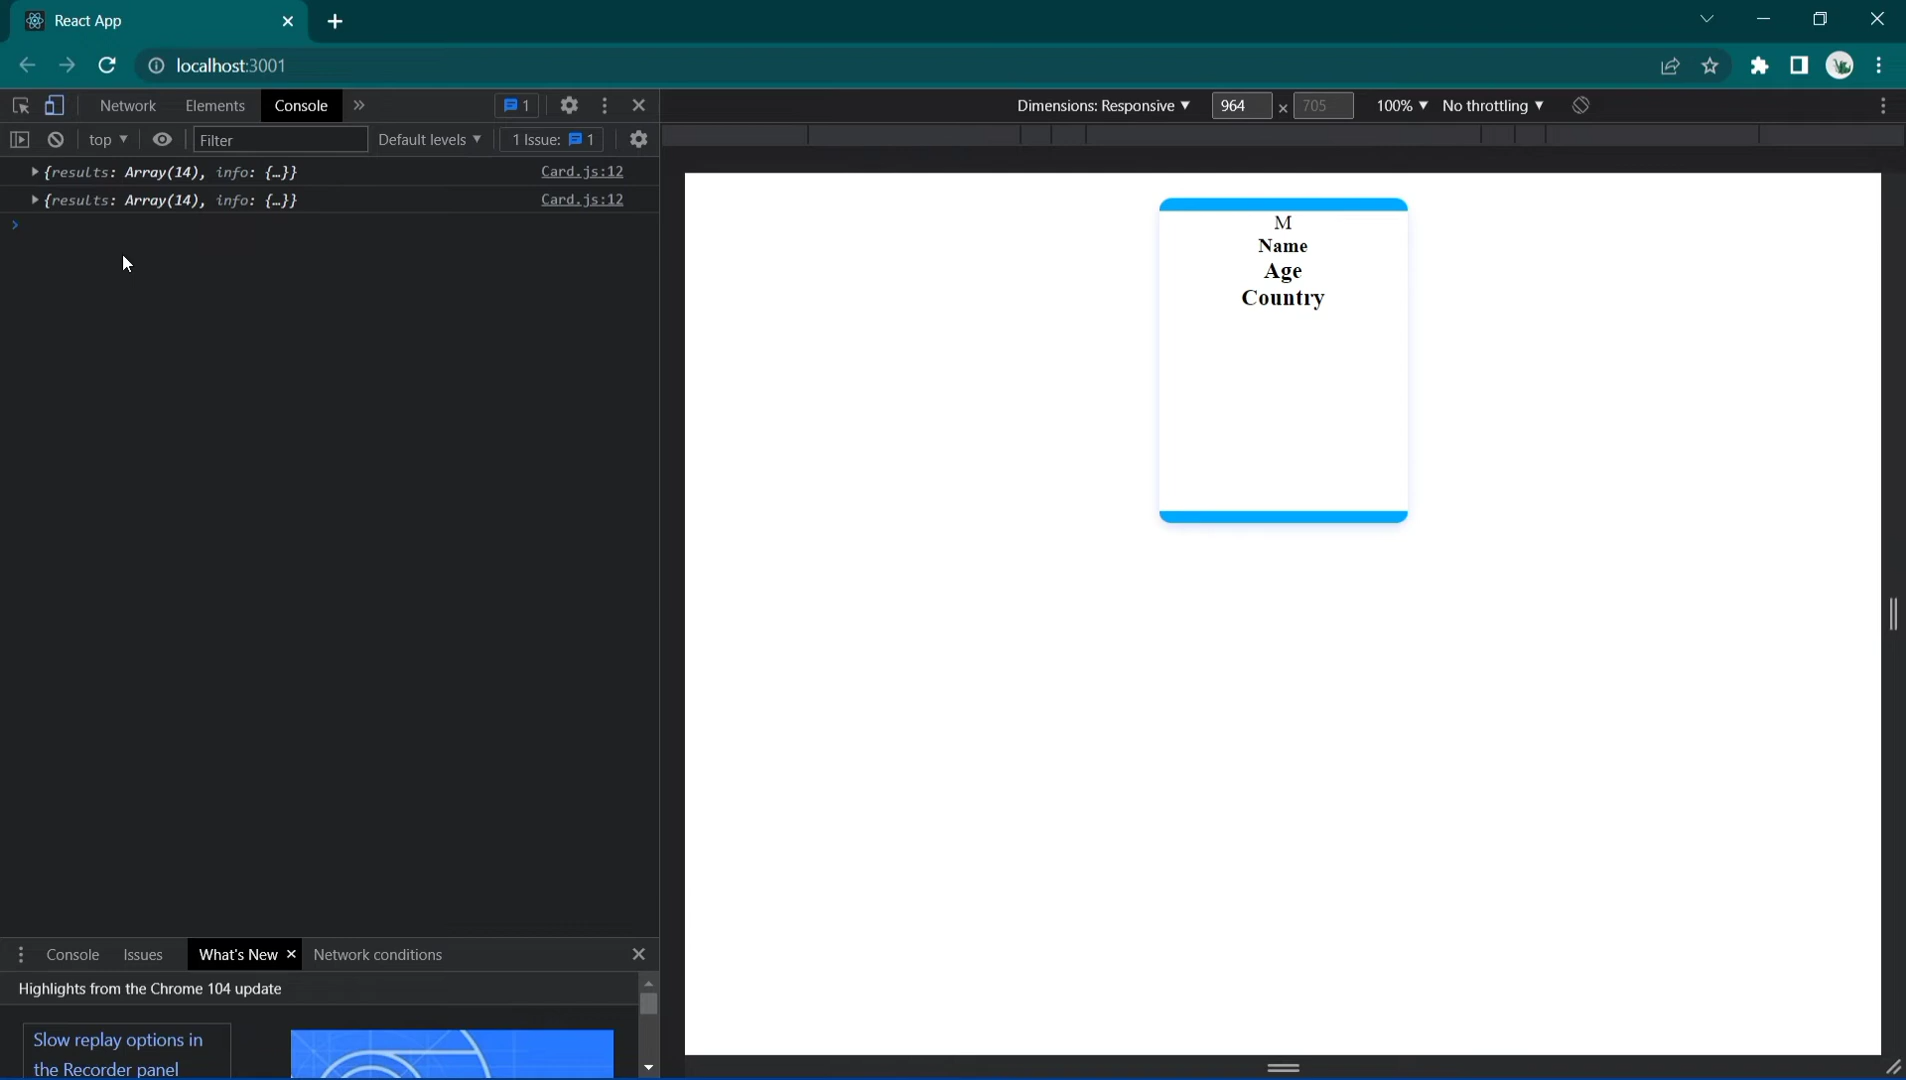 React App
localhost:3001
Network Elements Console 1
Dimensions: Responsive 964 × 705 100% No throttling
top Filter Default levels 1 Issue: 1
{results: Array(14), info: {…}} Card.js:12
{results: Array(14), info: {…}} Card.js:12
M
Name
Age
Country
Console Issues What's New Network conditions
Highlights from the Chrome 104 update
Slow replay options in
the Recorder panel